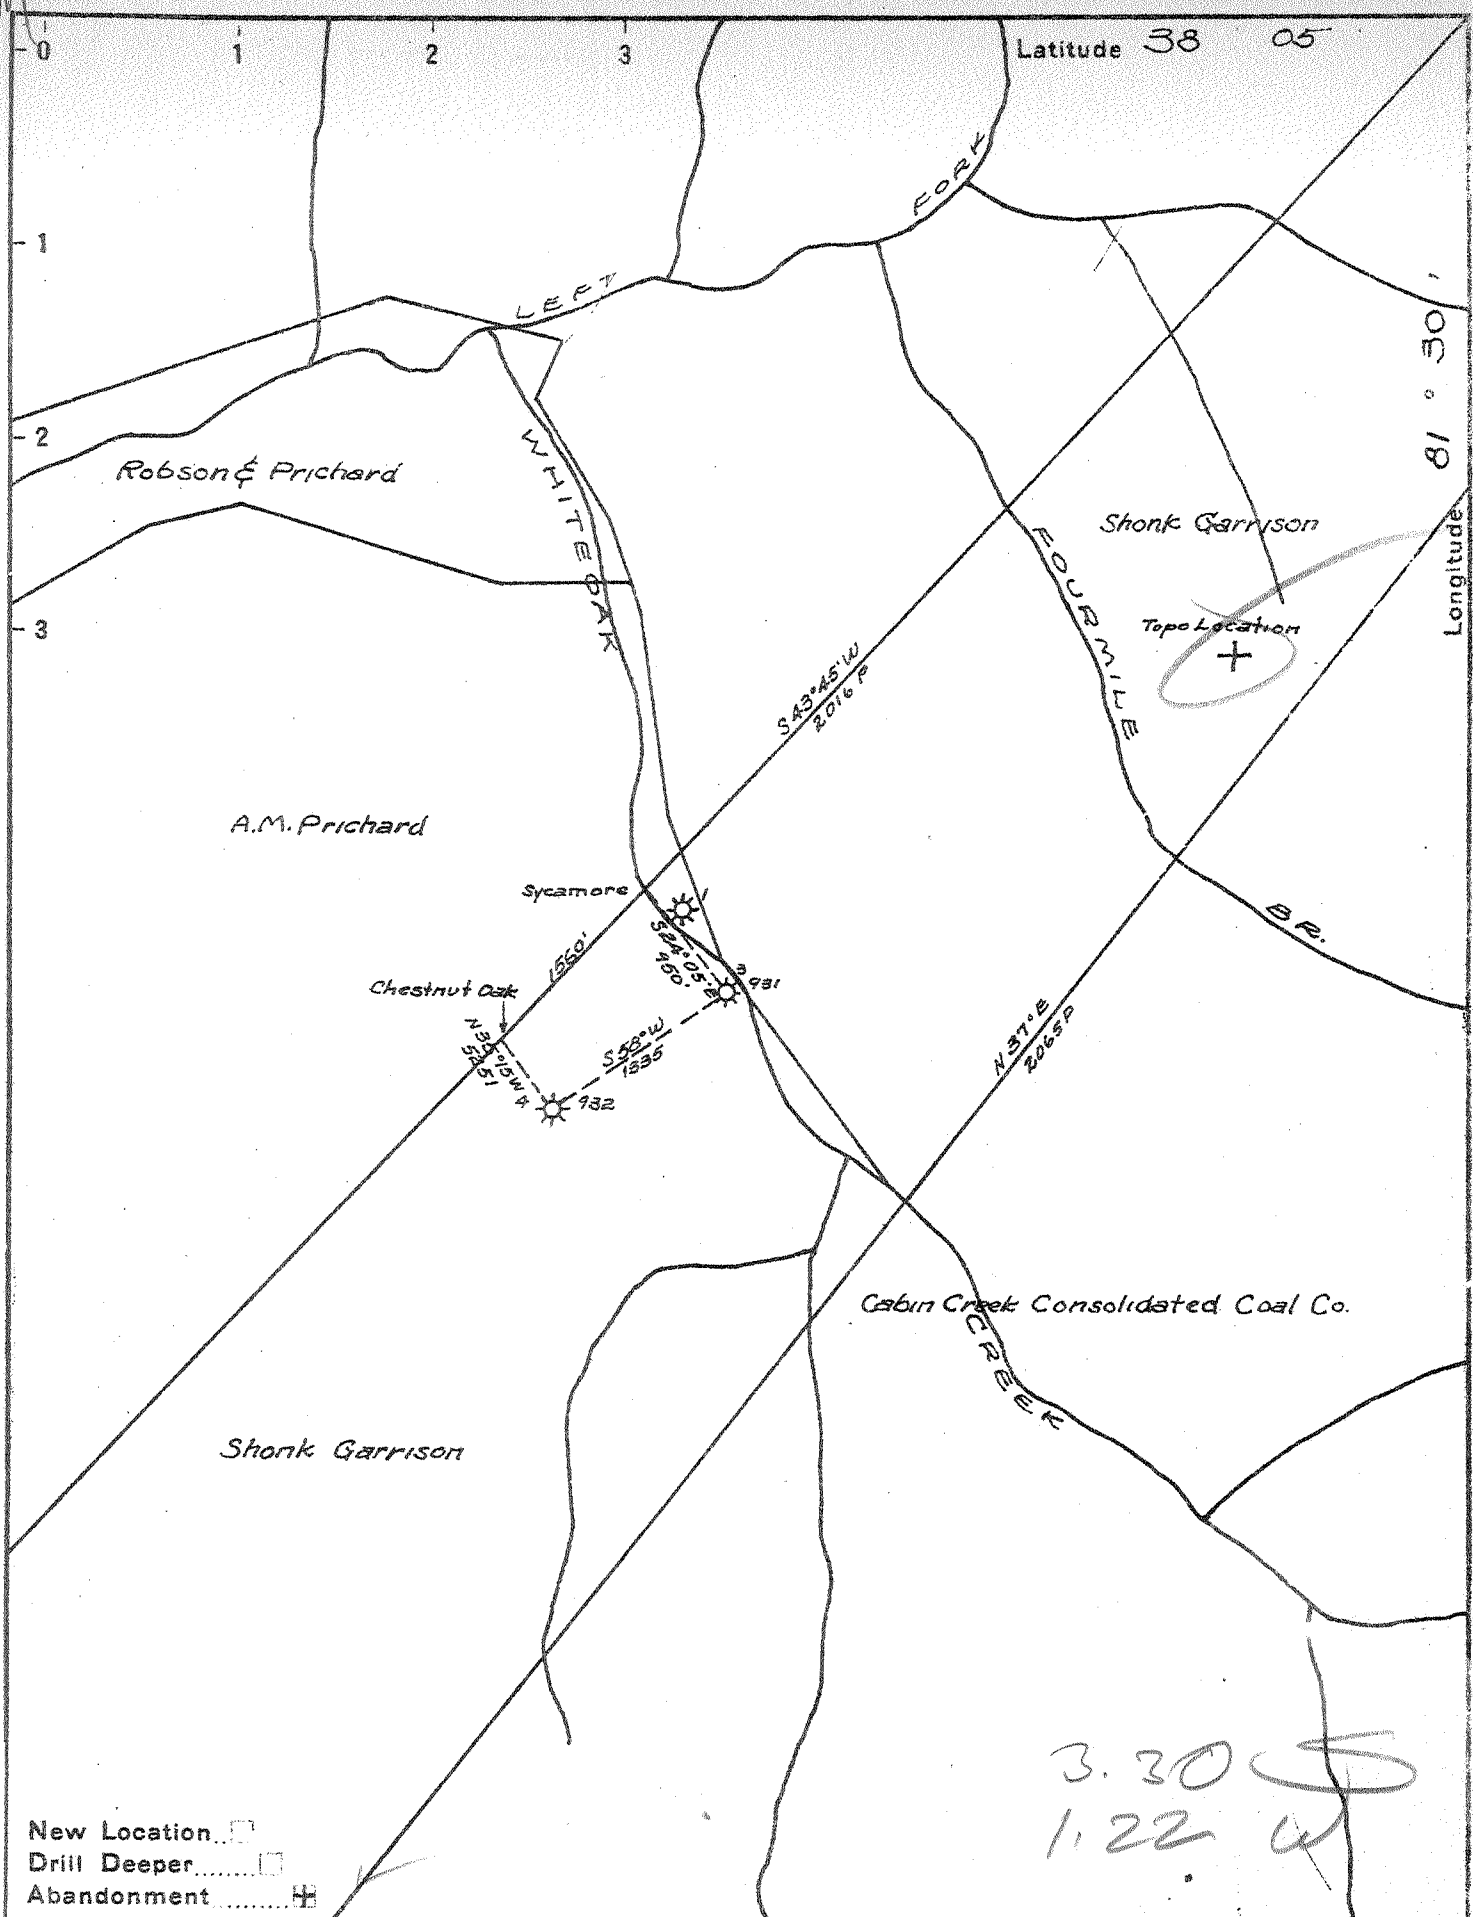 0 1 2 3 Latitude 38 05
1
2
3
LEFT FORK
81° 30'
Longitude
Robson & Prichard
WHITEOAK
Shonk Garrison
FOURMILE
Topo Location
S 43°45' W
2016 P
A.M. Prichard
Sycamore
1
S 24°05' E
950'
BR.
1560'
3
931
Chestnut Oak
S 58° W
1335
N 37° E
2065 P
4
932
Cabin Creek Consolidated Coal Co.
CREEK
Shonk Garrison
3.30 S
1.22 W
New Location
Drill Deeper
Abandonment